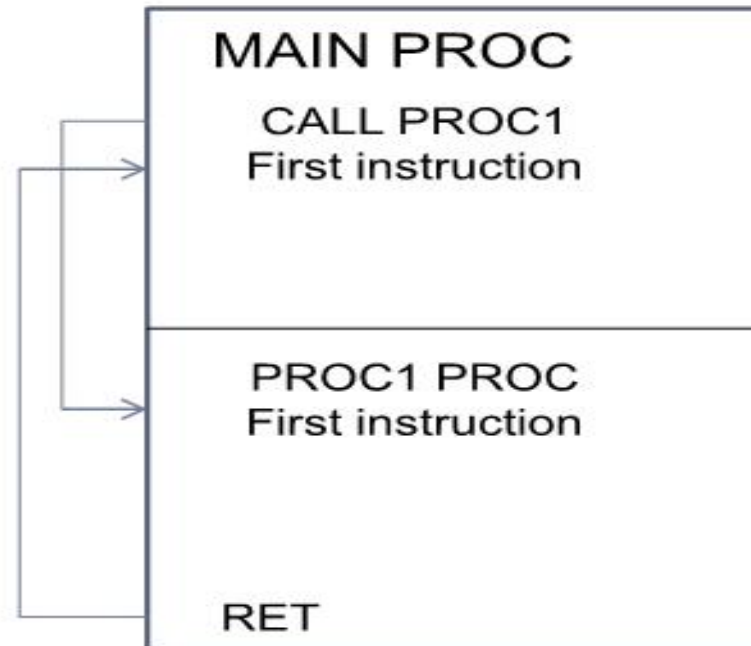 MAIN PROC
CALL PROC1
First instruction
PROC1 PROC
First instruction
RET